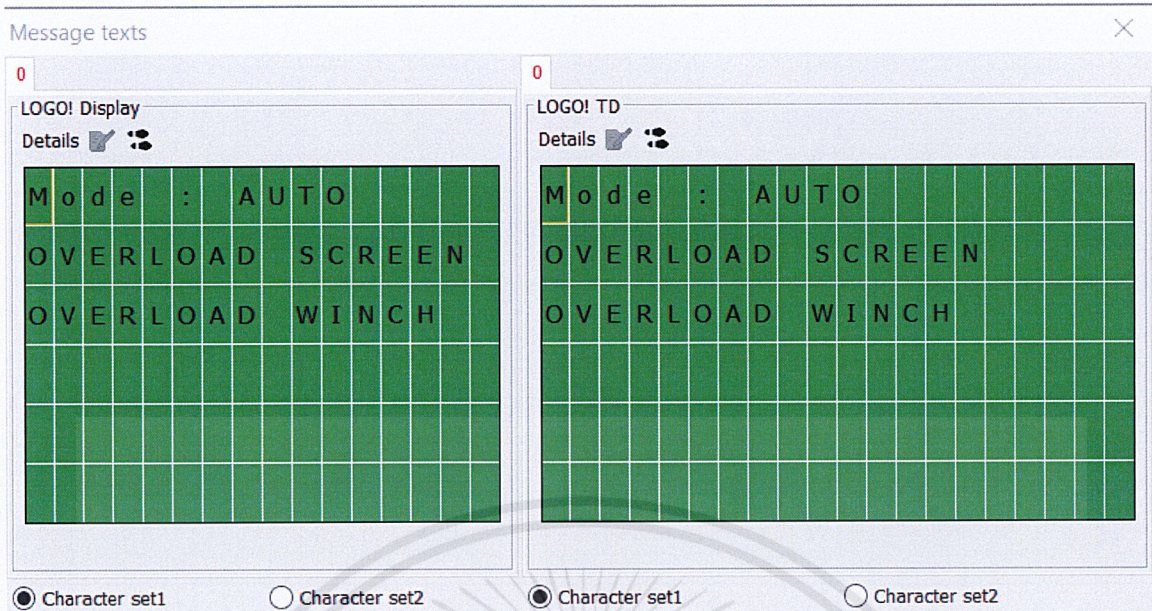 Message texts
0
LOGO! Display
Details
Mode : AUTO
OVERLOAD SCREEN
OVERLOAD WINCH
Character set1
Character set2
0
LOGO! TD
Details
Mode : AUTO
OVERLOAD SCREEN
OVERLOAD WINCH
Character set1
Character set2